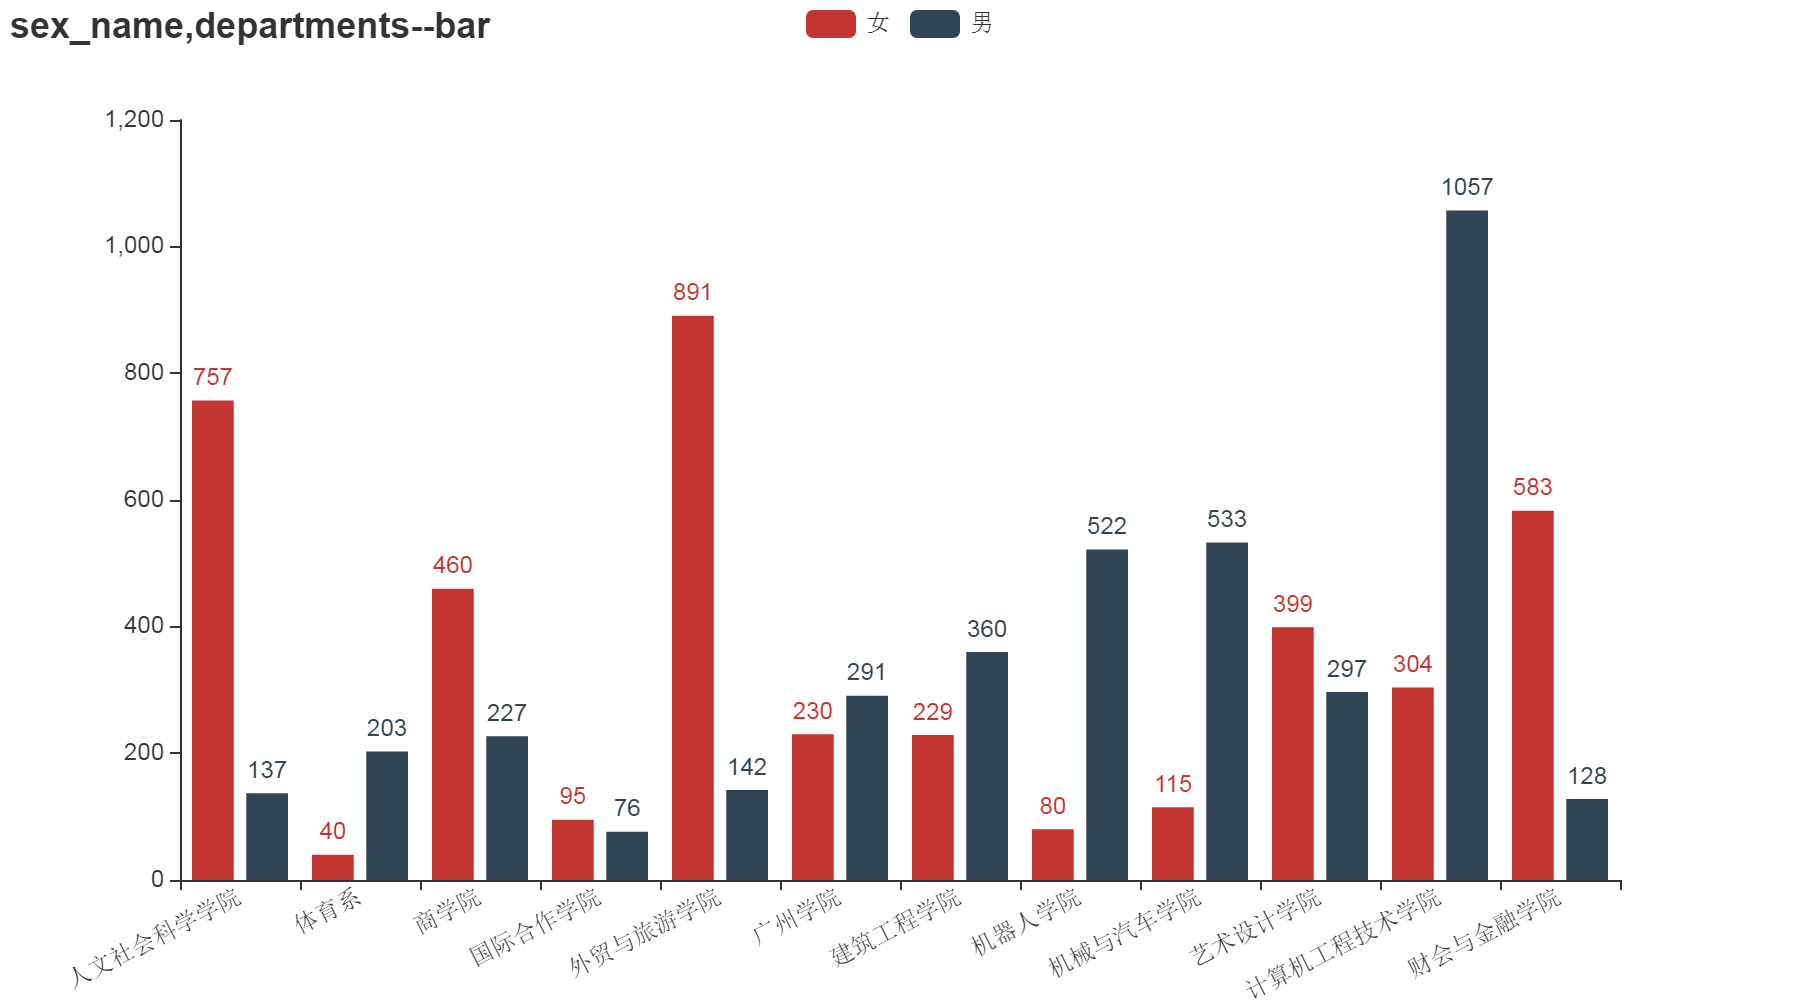 sex_name,departments--bar
女 男
1,200
1,000
800
600
400
200
0
757 137
40 203
460 227
95 76
891 142
230 291
229 360
80 522
115 533
399 297
304 1057
583 128
人文社会科学学院
体育系
商学院
国际合作学院
外贸与旅游学院
广州学院
建筑工程学院
机器人学院
机械与汽车学院
艺术设计学院
计算机工程技术学院
财会与金融学院